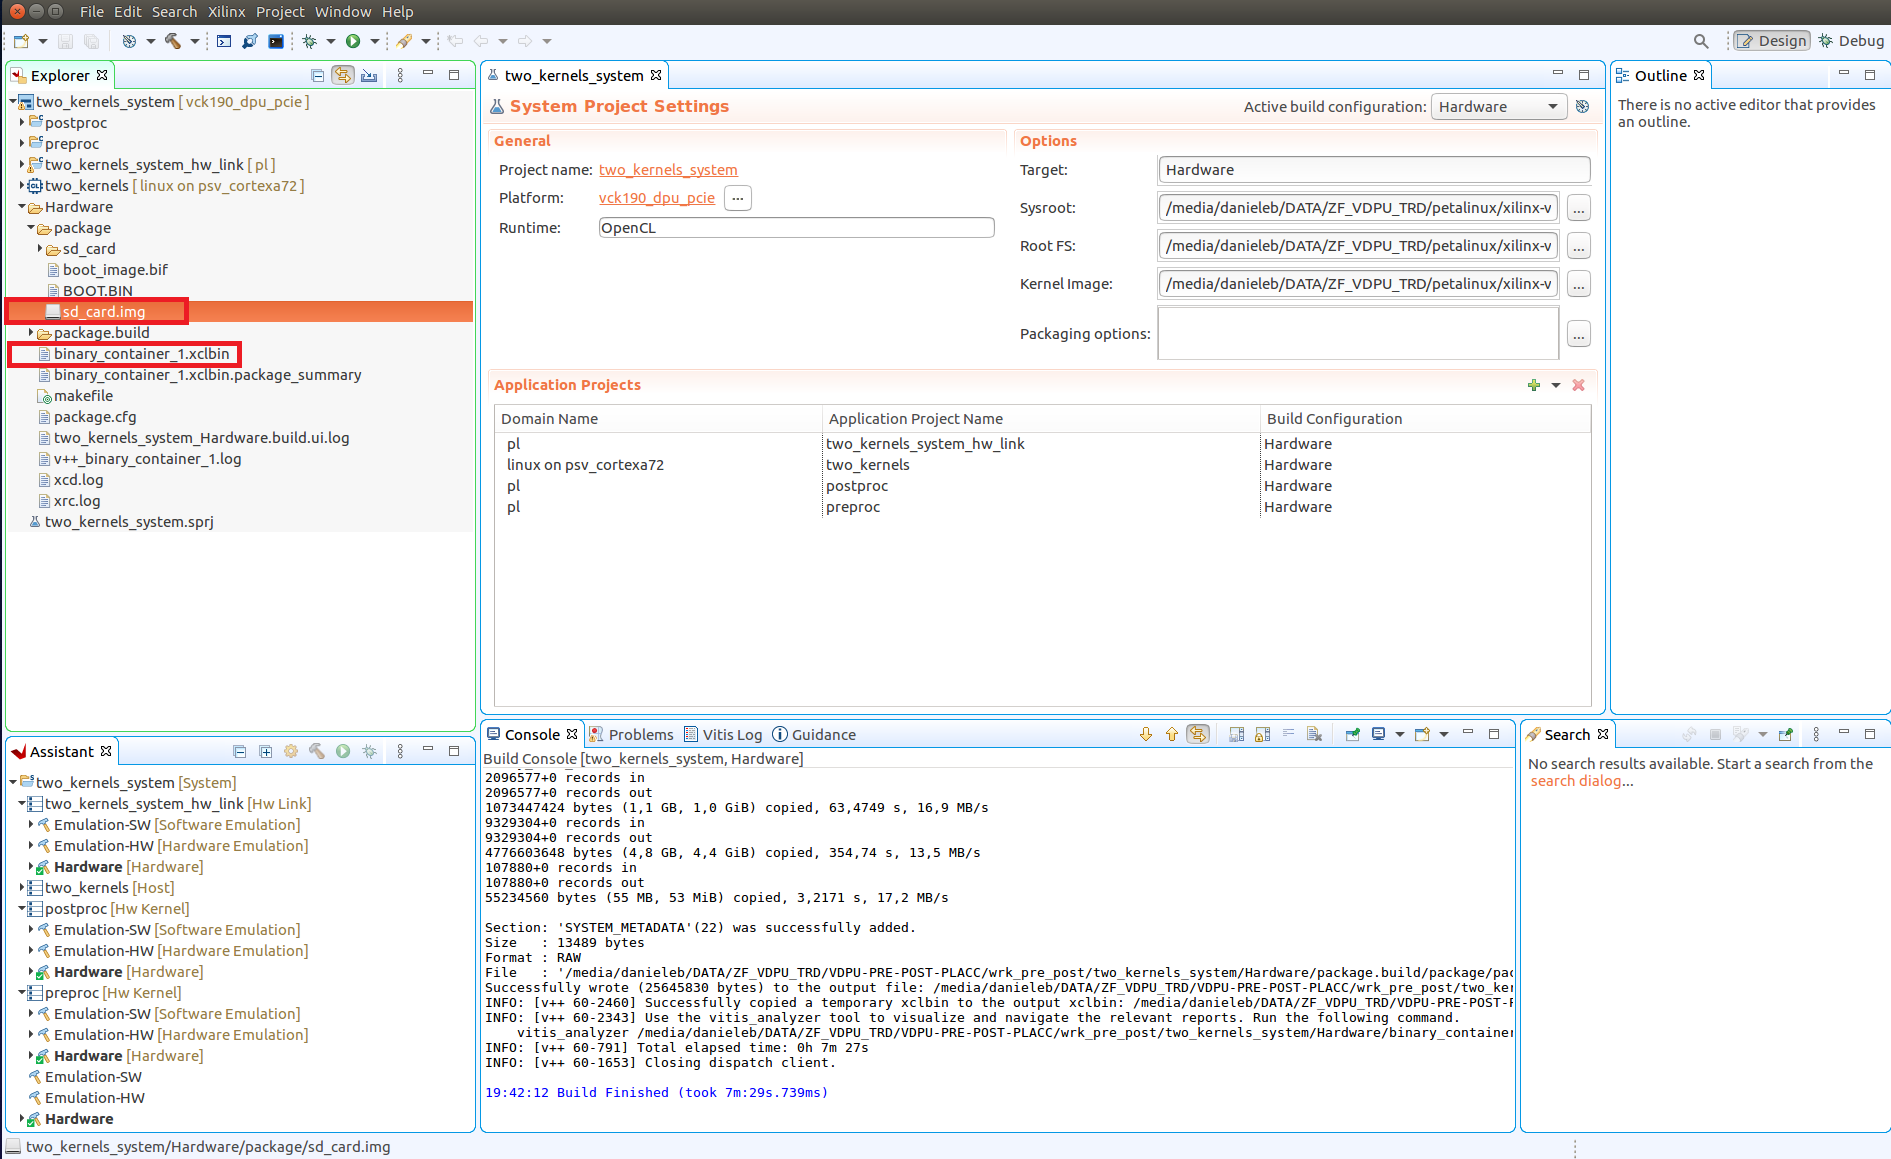 File Edit Search Xilinx Project Window Help
Design Debug
Explorer
two_kernels_system [ vck190_dpu_pcie ]
postproc
preproc
two_kernels_system_hw_link [ pl ]
two_kernels [ linux on psv_cortexa72 ]
Hardware
package
sd_card
boot_image.bif
BOOT.BIN
sd_card.img
package.build
binary_container_1.xclbin
binary_container_1.xclbin.package_summary
makefile
package.cfg
two_kernels_system_Hardware.build.ui.log
v++_binary_container_1.log
xcd.log
xrc.log
two_kernels_system.sprj
two_kernels_system
System Project Settings
Active build configuration: Hardware
General
Project name: two_kernels_system
Platform: vck190_dpu_pcie ...
Runtime: OpenCL
Options
Target: Hardware
Sysroot: /media/danieleb/DATA/ZF_VDPU_TRD/petalinux/xilinx-v ...
Root FS: /media/danieleb/DATA/ZF_VDPU_TRD/petalinux/xilinx-v ...
Kernel Image: /media/danieleb/DATA/ZF_VDPU_TRD/petalinux/xilinx-v ...
Packaging options: ...
Application Projects
Domain Name Application Project Name Build Configuration
pl two_kernels_system_hw_link Hardware
linux on psv_cortexa72 two_kernels Hardware
pl postproc Hardware
pl preproc Hardware
Outline
There is no active editor that provides
an outline.
Assistant
two_kernels_system [System]
two_kernels_system_hw_link [Hw Link]
Emulation-SW [Software Emulation]
Emulation-HW [Hardware Emulation]
Hardware [Hardware]
two_kernels [Host]
postproc [Hw Kernel]
Emulation-SW [Software Emulation]
Emulation-HW [Hardware Emulation]
Hardware [Hardware]
preproc [Hw Kernel]
Emulation-SW [Software Emulation]
Emulation-HW [Hardware Emulation]
Hardware [Hardware]
Emulation-SW
Emulation-HW
Hardware
Console Problems Vitis Log Guidance
Build Console [two_kernels_system, Hardware]
2096577+0 records in
2096577+0 records out
1073447424 bytes (1,1 GB, 1,0 GiB) copied, 63,4749 s, 16,9 MB/s
9329304+0 records in
9329304+0 records out
4776603648 bytes (4,8 GB, 4,4 GiB) copied, 354,74 s, 13,5 MB/s
107880+0 records in
107880+0 records out
55234560 bytes (55 MB, 53 MiB) copied, 3,2171 s, 17,2 MB/s
Section: 'SYSTEM_METADATA'(22) was successfully added.
Size : 13489 bytes
Format : RAW
File : '/media/danieleb/DATA/ZF_VDPU_TRD/VDPU-PRE-POST-PLACC/wrk_pre_post/two_kernels_system/Hardware/package.build/package/pac
Successfully wrote (25645830 bytes) to the output file: /media/danieleb/DATA/ZF_VDPU_TRD/VDPU-PRE-POST-PLACC/wrk_pre_post/two_ker
INFO: [v++ 60-2460] Successfully copied a temporary xclbin to the output xclbin: /media/danieleb/DATA/ZF_VDPU_TRD/VDPU-PRE-POST-P
INFO: [v++ 60-2343] Use the vitis_analyzer tool to visualize and navigate the relevant reports. Run the following command.
vitis_analyzer /media/danieleb/DATA/ZF_VDPU_TRD/VDPU-PRE-POST-PLACC/wrk_pre_post/two_kernels_system/Hardware/binary_container
INFO: [v++ 60-791] Total elapsed time: 0h 7m 27s
INFO: [v++ 60-1653] Closing dispatch client.
19:42:12 Build Finished (took 7m:29s.739ms)
Search
No search results available. Start a search from the
search dialog...
two_kernels_system/Hardware/package/sd_card.img